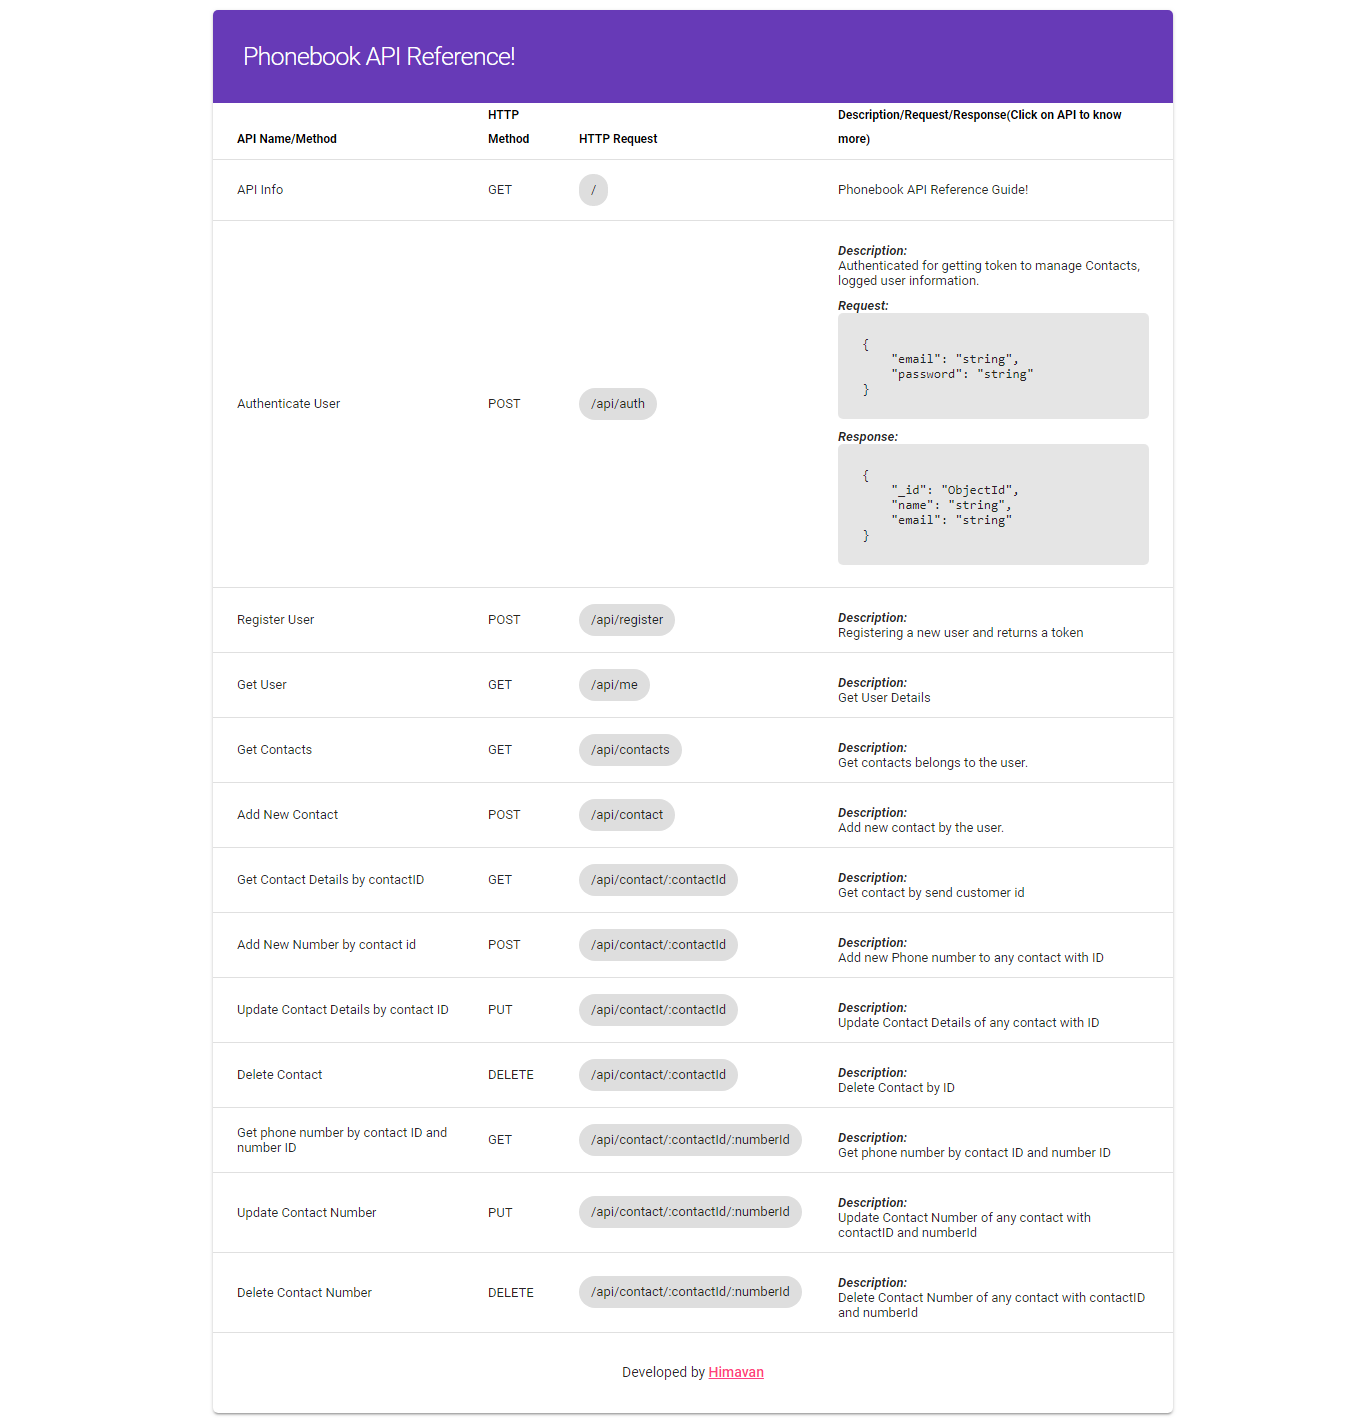 Phonebook API Reference!
API Name/Method HTTP Method HTTP Request Description/Request/Response(Click on API to know more)
API Info GET / Phonebook API Reference Guide!
Authenticate User POST /api/auth
Description:
Authenticated for getting token to manage Contacts,
logged user information.
Request:
{
    "email": "string",
    "password": "string"
}
Response:
{
    "_id": "ObjectId",
    "name": "string",
    "email": "string"
}
Register User POST /api/register
Description:
Registering a new user and returns a token
Get User GET /api/me
Description:
Get User Details
Get Contacts GET /api/contacts
Description:
Get contacts belongs to the user.
Add New Contact POST /api/contact
Description:
Add new contact by the user.
Get Contact Details by contactID GET /api/contact/:contactId
Description:
Get contact by send customer id
Add New Number by contact id POST /api/contact/:contactId
Description:
Add new Phone number to any contact with ID
Update Contact Details by contact ID PUT /api/contact/:contactId
Description:
Update Contact Details of any contact with ID
Delete Contact DELETE /api/contact/:contactId
Description:
Delete Contact by ID
Get phone number by contact ID and
number ID
GET /api/contact/:contactId/:numberId
Description:
Get phone number by contact ID and number ID
Update Contact Number PUT /api/contact/:contactId/:numberId
Description:
Update Contact Number of any contact with
contactID and numberId
Delete Contact Number DELETE /api/contact/:contactId/:numberId
Description:
Delete Contact Number of any contact with contactID
and numberId
Developed by Himavan